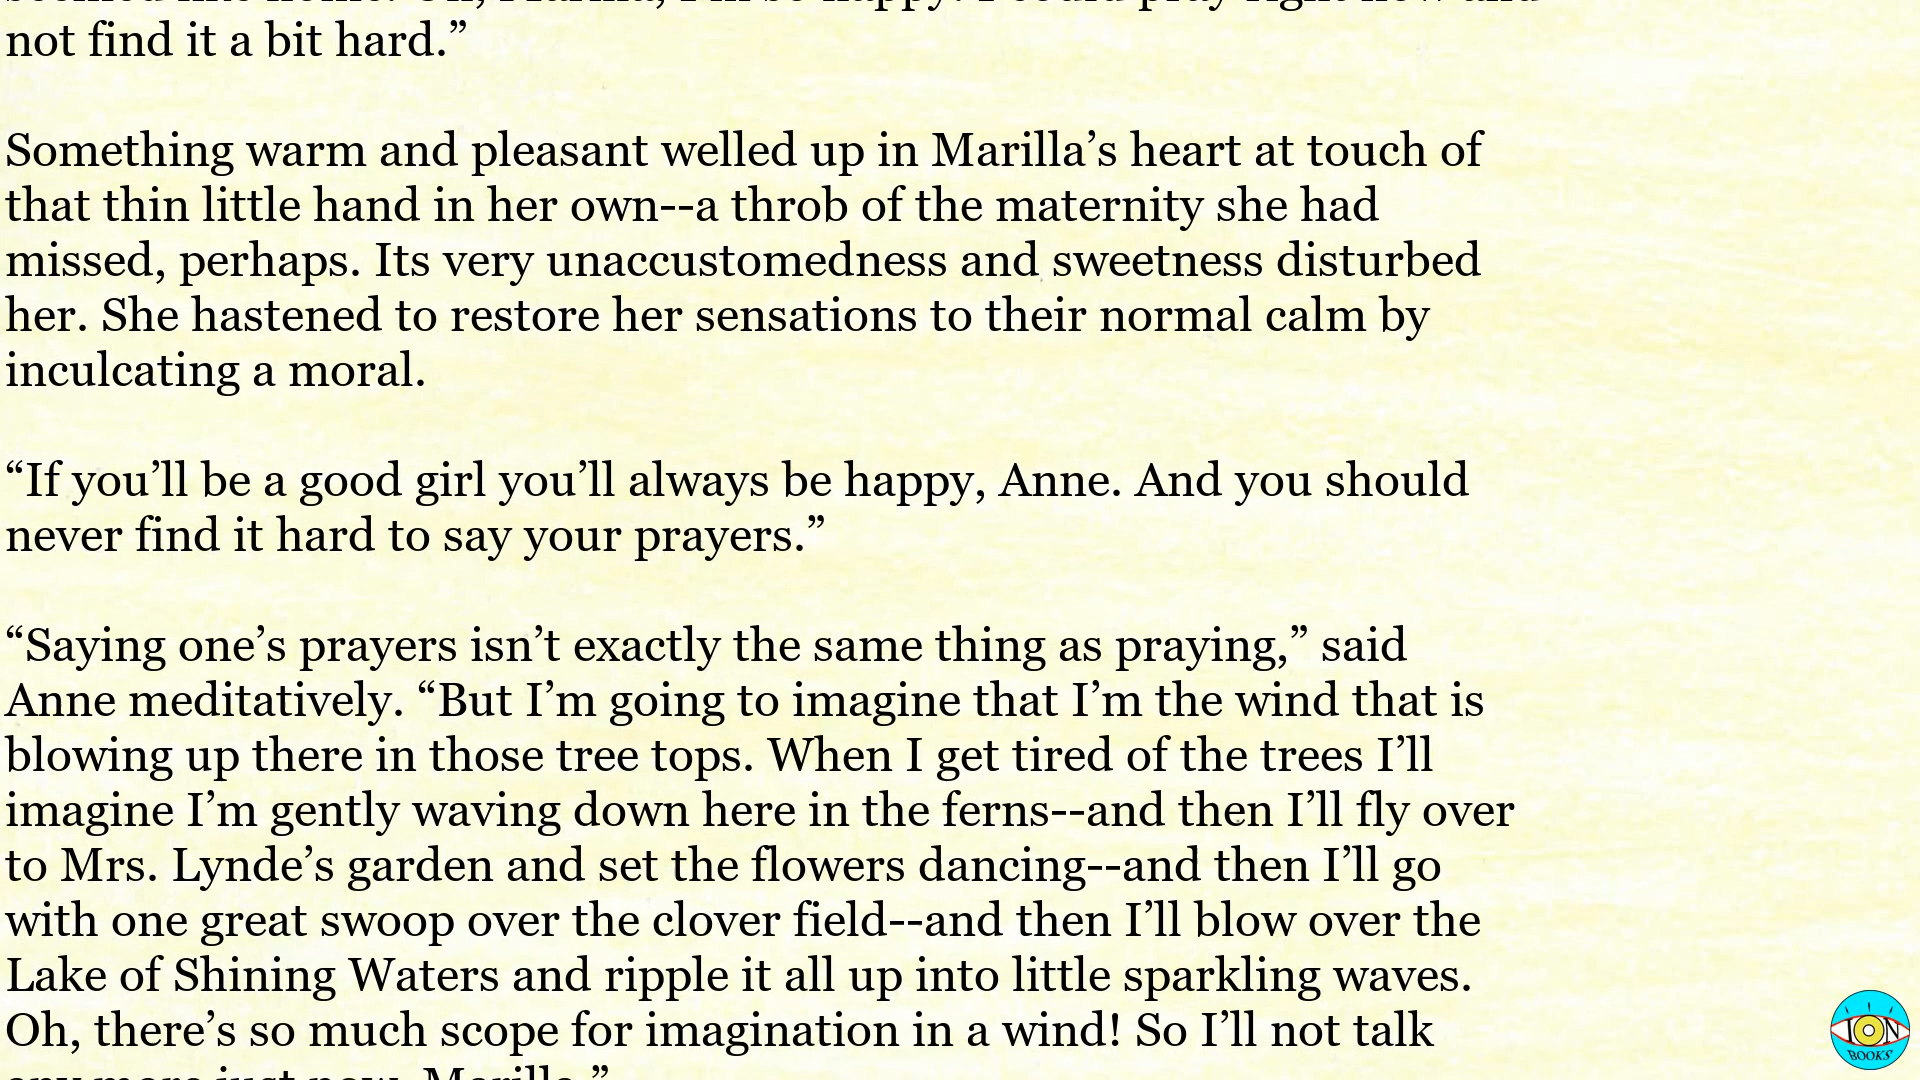 not find it a bit hard.”
Something warm and pleasant welled up in Marilla’s heart at touch of
that thin little hand in her own--a throb of the maternity she had
missed, perhaps. Its very unaccustomedness and sweetness disturbed
her. She hastened to restore her sensations to their normal calm by
inculcating a moral.
“If you’ll be a good girl you’ll always be happy, Anne. And you should
never find it hard to say your prayers.”
“Saying one’s prayers isn’t exactly the same thing as praying,” said
Anne meditatively. “But I’m going to imagine that I’m the wind that is
blowing up there in those tree tops. When I get tired of the trees I’ll
imagine I’m gently waving down here in the ferns--and then I’ll fly over
to Mrs. Lynde’s garden and set the flowers dancing--and then I’ll go
with one great swoop over the clover field--and then I’ll blow over the
Lake of Shining Waters and ripple it all up into little sparkling waves.
Oh, there’s so much scope for imagination in a wind! So I’ll not talk
ION
BOOKS